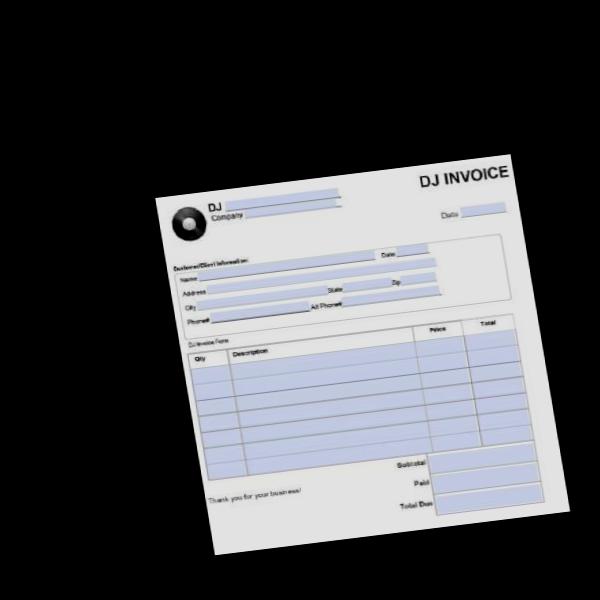 DJ INVOICE
DJ
Company
Date
Customer/Client Information:
Name
Date
Address
City
State
Zip
Phone#
Alt Phone#
DJ Invoice Form
Qty Description Price Total
Subtotal
Paid
Total Due
Thank you for your business!